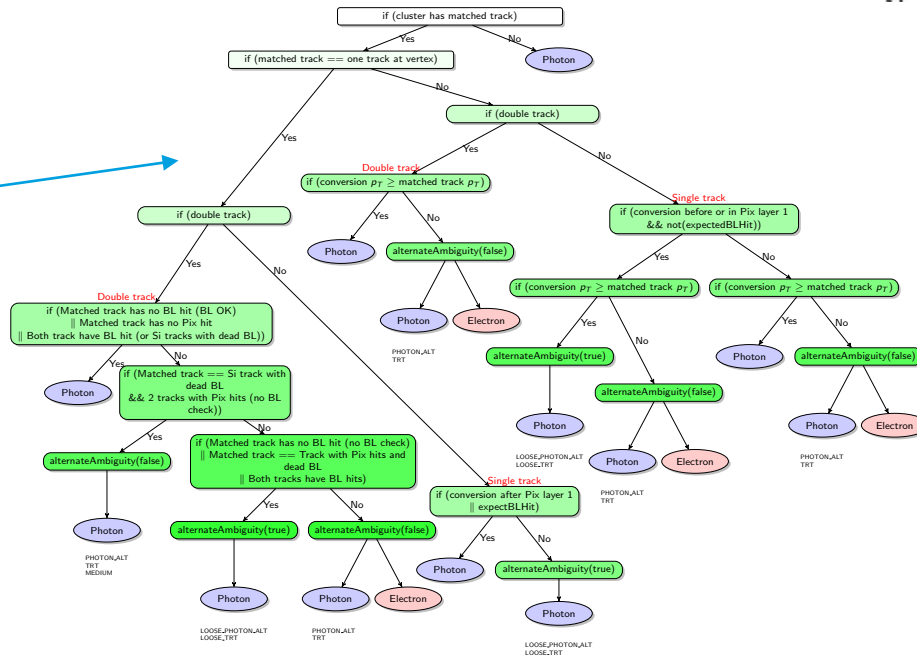 if (cluster has matched track)
Yes
No
if (matched track == one track at vertex)
Photon
No
if (double track)
Yes
Yes
No
Double track
if (conversion pT ≥ matched track pT)
Single track
if (conversion before or in Pix layer 1
&& not(expectedBLHit))
if (double track)
Yes
No
Photon
alternateAmbiguity(false)
Yes
No
Yes
No
if (conversion pT ≥ matched track pT)
if (conversion pT ≥ matched track pT)
Double track
if (Matched track has no BL hit (BL OK)
|| Matched track has no Pix hit
|| Both track have BL hit (or Si tracks with dead BL))
Photon
Electron
PHOTON_ALT
TRT
Yes
No
Yes
No
alternateAmbiguity(true)
Photon
alternateAmbiguity(false)
Yes
No
Photon
if (Matched track == Si track with
dead BL
&& 2 tracks with Pix hits (no BL
check))
alternateAmbiguity(false)
Photon
LOOSE_PHOTON_ALT
LOOSE_TRT
Photon
Electron
PHOTON_ALT
TRT
Photon
Electron
PHOTON_ALT
TRT
Yes
No
alternateAmbiguity(false)
if (Matched track has no BL hit (no BL check)
|| Matched track == Track with Pix hits and
dead BL
|| Both tracks have BL hits)
Single track
if (conversion after Pix layer 1
|| expectBLHit)
Photon
PHOTON_ALT
TRT
MEDIUM
Yes
No
alternateAmbiguity(true)
alternateAmbiguity(false)
Yes
No
Photon
alternateAmbiguity(true)
Photon
LOOSE_PHOTON_ALT
LOOSE_TRT
Photon
Electron
PHOTON_ALT
TRT
Photon
LOOSE_PHOTON_ALT
LOOSE_TRT